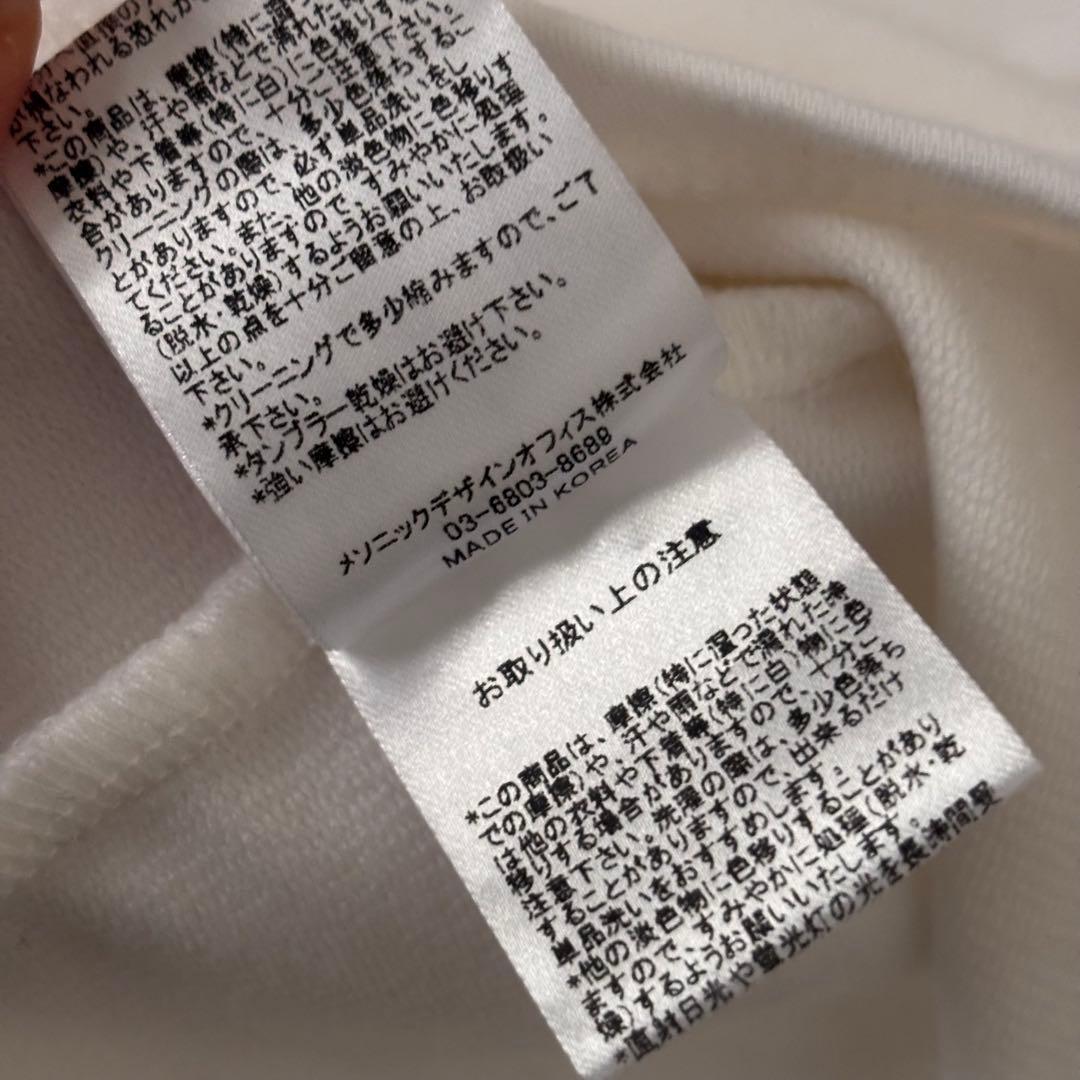 が損なわれる恐れが
下さい。
*この商品は、摩擦(特に湿
摩擦)や、汗や雨などで濡れた
衣料や下着等(特に白)に色移りす
合がありますので、十分ご注意下さい。
クリーニングの際は、多少色落ちするこ
とがありますので、必ず単品洗いをし
てください。また、他の淡色物に色移りす
ることがありますので、すみやかに処理
(脱水・乾燥)するようお願いいたします。
以上の点を十分ご留意の上、お取扱い
下さい。
*クリーニングで多少縮みますので、ご了
承下さい。
*タンブラー乾燥はお避け下さい。
*強い摩擦はお避けください。
メソニックデザインオフィス株式会社
03-6803-8688
MADE IN KOREA
お取り扱い上の注意
*この商品は、摩擦(特に湿った状態
での摩擦)や、汗や雨などで濡れた時
は他の衣料や下着等(特に白)物に色
移りする場合がありますので、十分ご
注意下さい。洗濯の際は、多少色落ち
することがありますので、出来るだけ
単品洗いをおすすめします。
*他の淡色物に色移りすることがあり
ますので、すみやかに処理(脱水・乾
燥)するようお願いいたします。
*直射日光や蛍光灯の光を長時間受